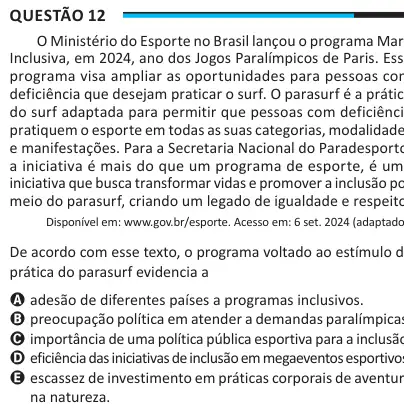 QUESTÃO 12
O Ministério do Esporte no Brasil lançou o programa Mar
Inclusiva, em 2024, ano dos Jogos Paralímpicos de Paris. Ess
programa visa ampliar as oportunidades para pessoas com
deficiência que desejam praticar o surf. O parasurf é a prátic
do surf adaptada para permitir que pessoas com deficiênci
pratiquem o esporte em todas as suas categorias, modalidade
e manifestações. Para a Secretaria Nacional do Paradesporto
a iniciativa é mais do que um programa de esporte, é um
iniciativa que busca transformar vidas e promover a inclusão po
meio do parasurf, criando um legado de igualdade e respeito
Disponível em: www.gov.br/esporte. Acesso em: 6 set. 2024 (adaptado
De acordo com esse texto, o programa voltado ao estímulo d
prática do parasurf evidencia a
A adesão de diferentes países a programas inclusivos.
B preocupação política em atender a demandas paralímpicas
C importância de uma política pública esportiva para a inclusão
D eficiência das iniciativas de inclusão em megaeventos esportivos
E escassez de investimento em práticas corporais de aventur
na natureza.